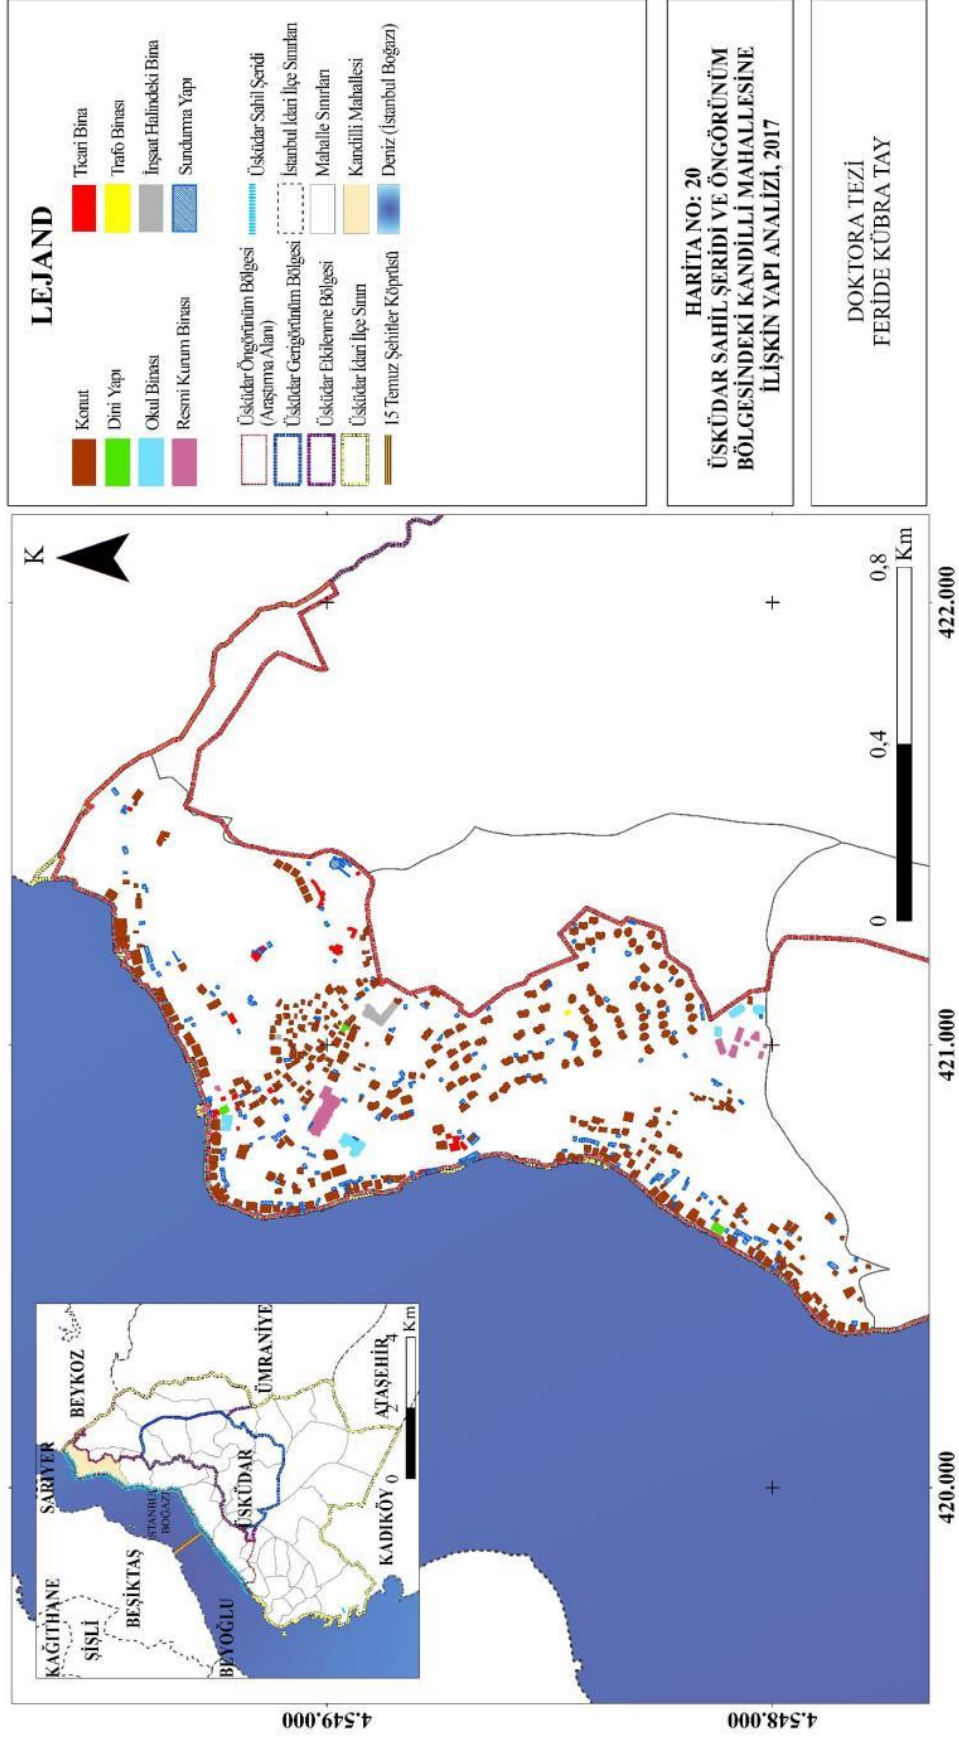 LEJAND
Konut
Dini Yapı
Okul Binası
Resmi Kurum Binası
Ticari Bina
Trafo Binası
İnşaat Halindeki Bina
Sundurma Yapı
Üsküdar Öngörünüm Bölgesi
(Araştırma Alanı)
Üsküdar Gerigörünüm Bölgesi
Üsküdar Etkilenme Bölgesi
Üsküdar İdari İlçe Sınırı
15 Temuz Şehitler Köprüsü
Üsküdar Sahil Şeridi
İstanbul İdari İlçe Sınırları
Mahalle Sınırları
Kandilli Mahallesi
Deniz (İstanbul Boğazı)
HARİTA NO: 20
ÜSKÜDAR SAHİL ŞERİDİ VE ÖNGÖRÜNÜM
BÖLGESİNDEKİ KANDİLLİ MAHALLESİNE
İLİŞKİN YAPI ANALİZİ, 2017
DOKTORA TEZİ
FERİDE KÜBRA TAY
K
KAĞITHANE
SARIYER
BEYKOZ
ŞİŞLİ
BEŞİKTAŞ
İSTANBUL
BOĞAZI
BEYOĞLU
ÜSKÜDAR
ÜMRANİYE
KADIKÖY
ATAŞEHİR
0 2 4
Km
0 0,4 0,8
Km
4.549.000
4.548.000
420.000 421.000 422.000